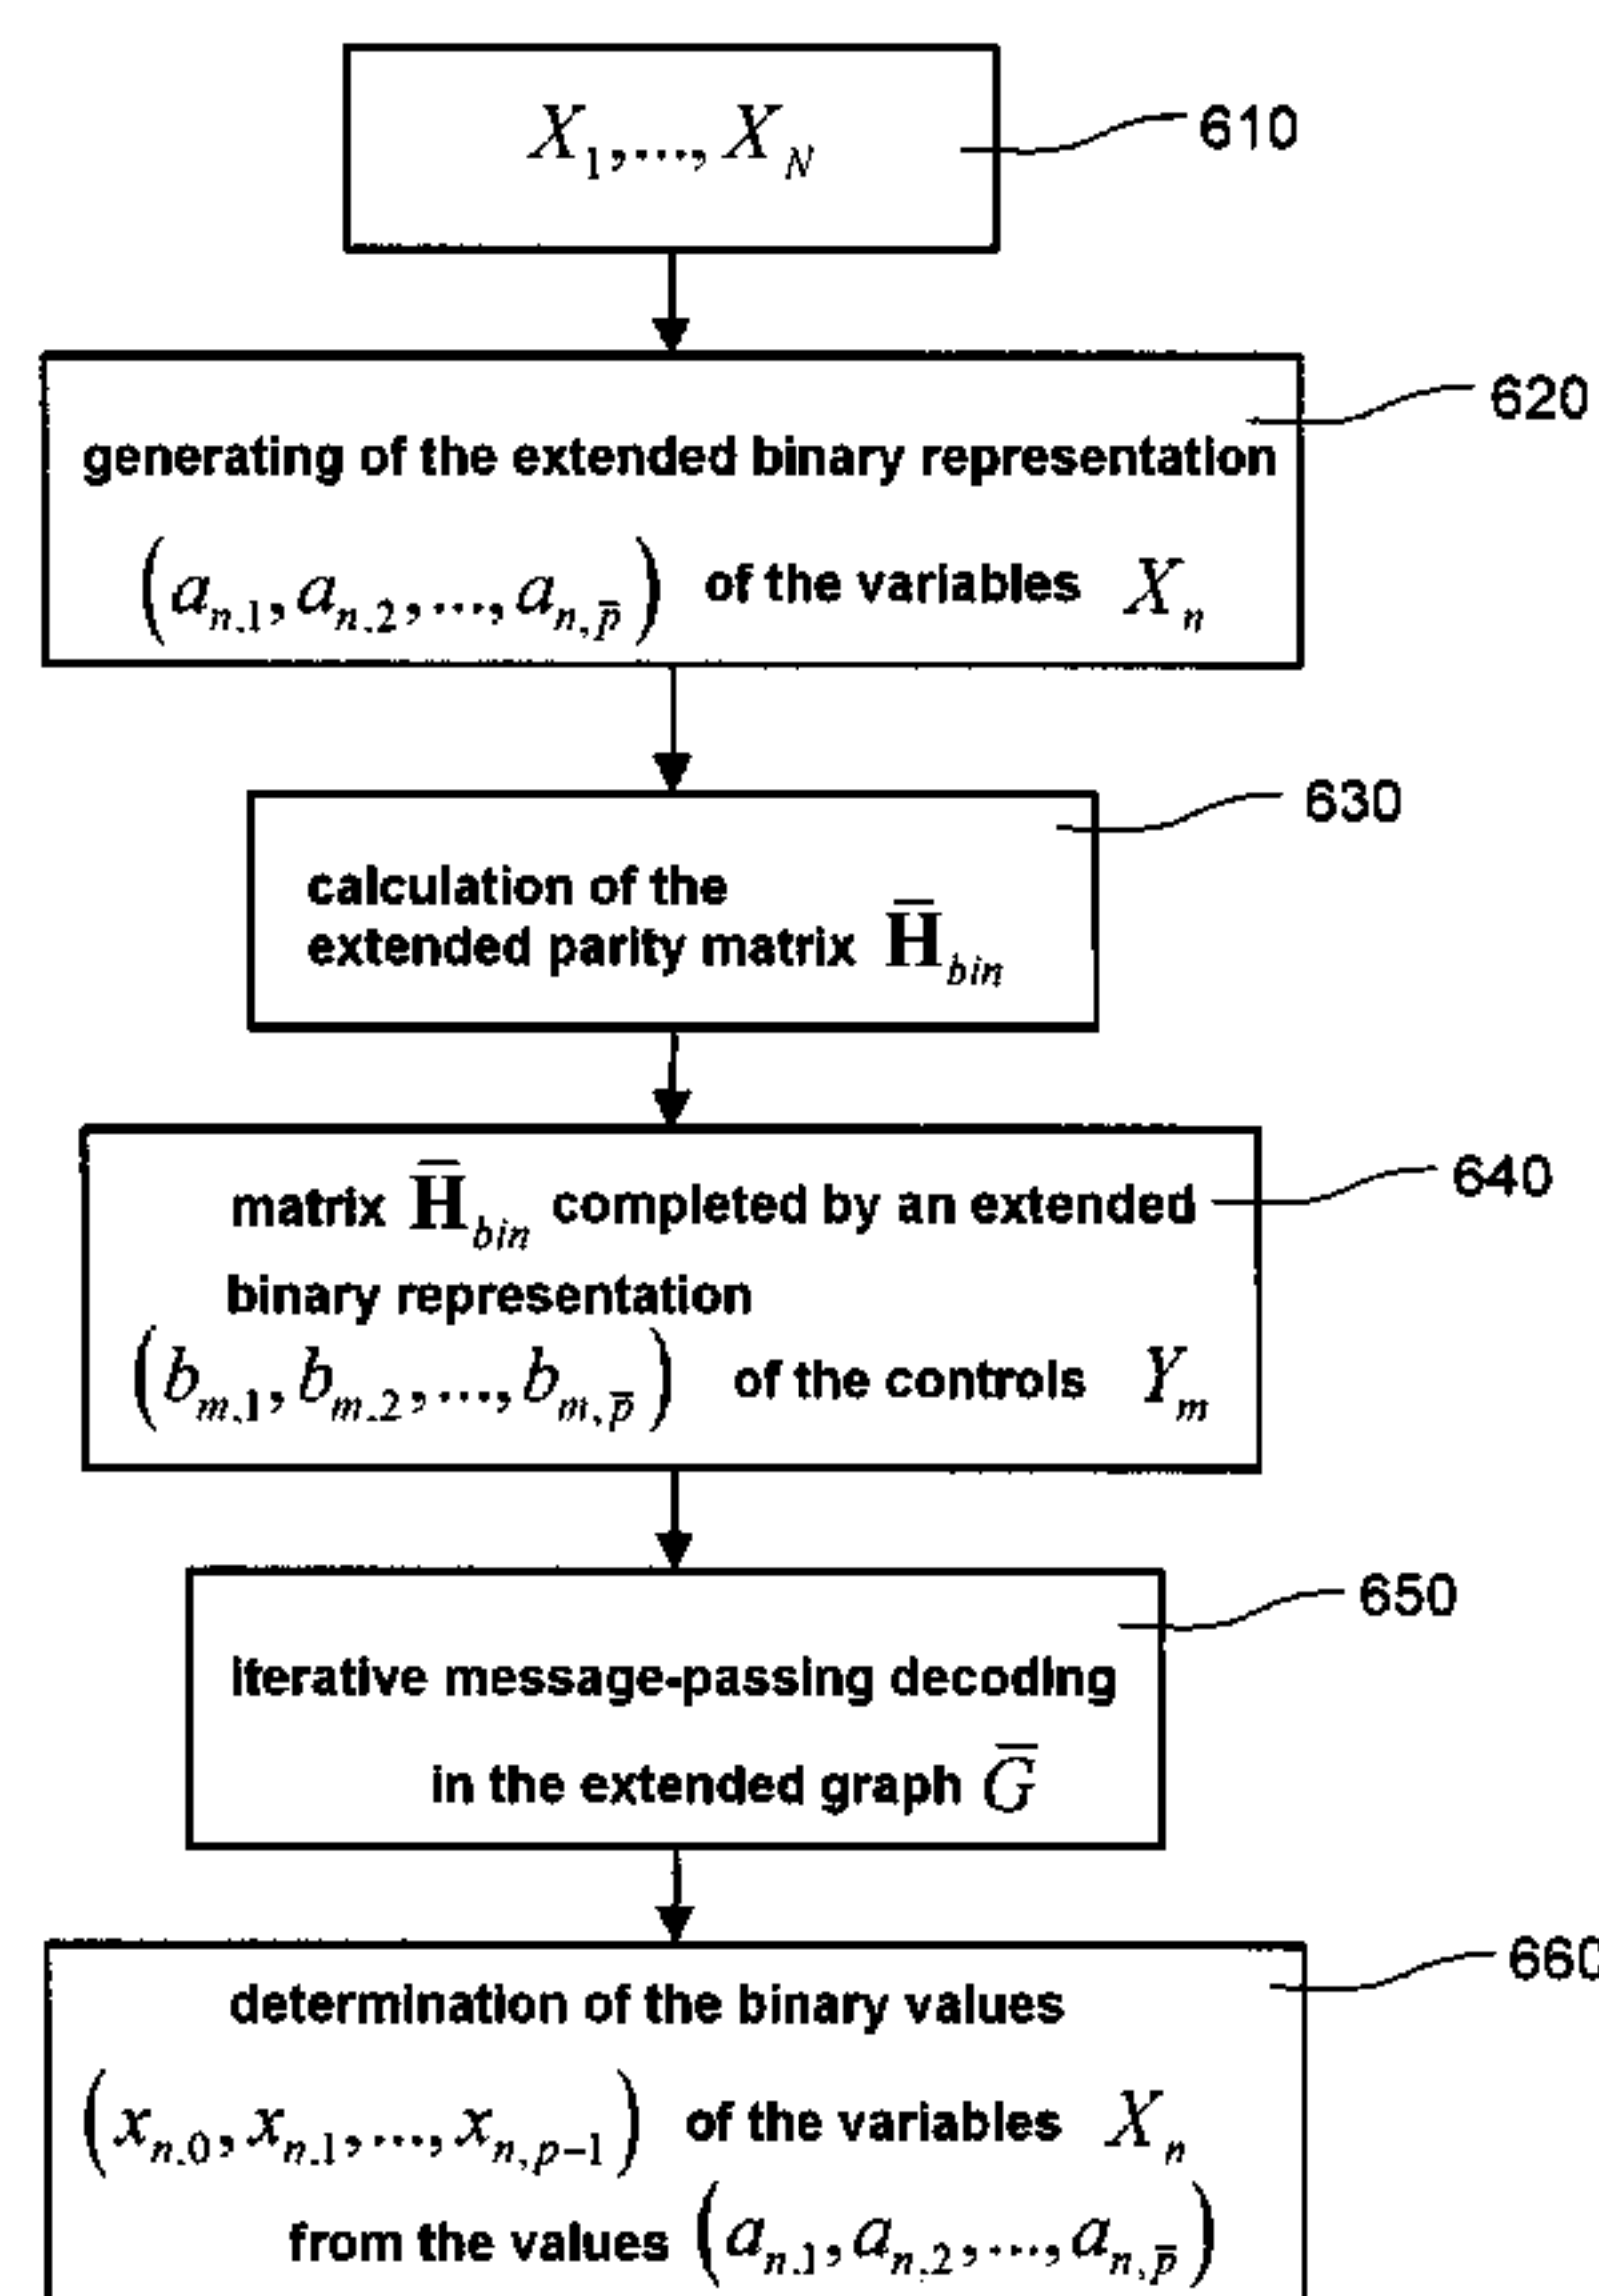 X₁,..., X_N
610
620
generating of the extended binary representation
(a_{n,1}, a_{n,2},..., a_{n,p̅}) of the variables X_n
630
calculation of the
extended parity matrix H̅_{bin}
640
matrix H̅_{bin} completed by an extended
binary representation
(b_{m,1}, b_{m,2},..., b_{m,p̅}) of the controls Y_m
650
iterative message-passing decoding
in the extended graph G̅
660
determination of the binary values
(x_{n,0}, x_{n,1},..., x_{n,p-1}) of the variables X_n
from the values (a_{n,1}, a_{n,2},..., a_{n,p̅})